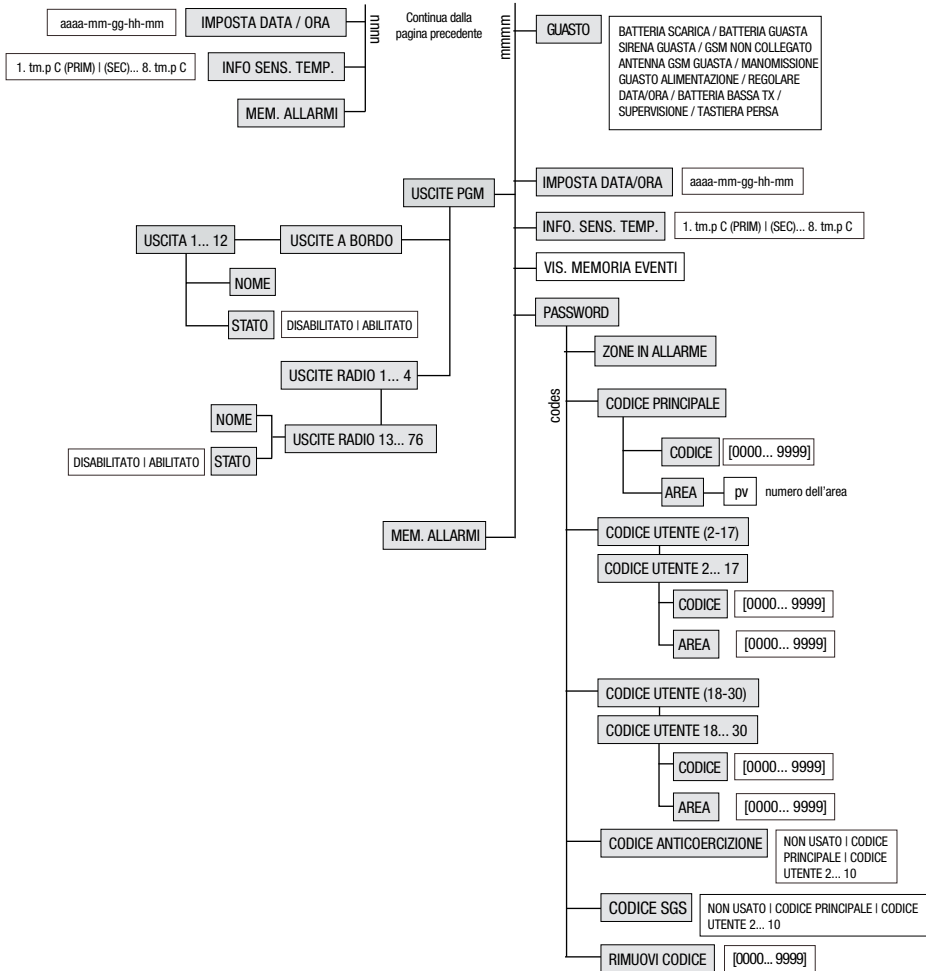 aaaa-mm-gg-hh-mm
IMPOSTA DATA / ORA
1. tm.p C (PRIM) | (SEC)... 8. tm.p C
INFO SENS. TEMP.
MEM. ALLARMI
nnnn
Continua dalla
pagina precedente
mmmm
GUASTO
BATTERIA SCARICA / BATTERIA GUASTA
SIRENA GUASTA / GSM NON COLLEGATO
ANTENNA GSM GUASTA / MANOMISSIONE
GUASTO ALIMENTAZIONE / REGOLARE
DATA/ORA / BATTERIA BASSA TX /
SUPERVISIONE / TASTIERA PERSA
USCITE PGM
USCITA 1... 12
USCITE A BORDO
NOME
STATO
DISABILITATO | ABILITATO
USCITE RADIO 1... 4
NOME
USCITE RADIO 13... 76
DISABILITATO | ABILITATO
STATO
MEM. ALLARMI
IMPOSTA DATA/ORA
aaaa-mm-gg-hh-mm
INFO. SENS. TEMP.
1. tm.p C (PRIM) | (SEC)... 8. tm.p C
VIS. MEMORIA EVENTI
PASSWORD
codes
ZONE IN ALLARME
CODICE PRINCIPALE
CODICE
[0000... 9999]
AREA
pv
numero dell'area
CODICE UTENTE (2-17)
CODICE UTENTE 2... 17
CODICE
[0000... 9999]
AREA
[0000... 9999]
CODICE UTENTE (18-30)
CODICE UTENTE 18... 30
CODICE
[0000... 9999]
AREA
[0000... 9999]
CODICE ANTICOERCIZIONE
NON USATO | CODICE
PRINCIPALE | CODICE
UTENTE 2... 10
CODICE SGS
NON USATO | CODICE PRINCIPALE | CODICE
UTENTE 2... 10
RIMUOVI CODICE
[0000... 9999]